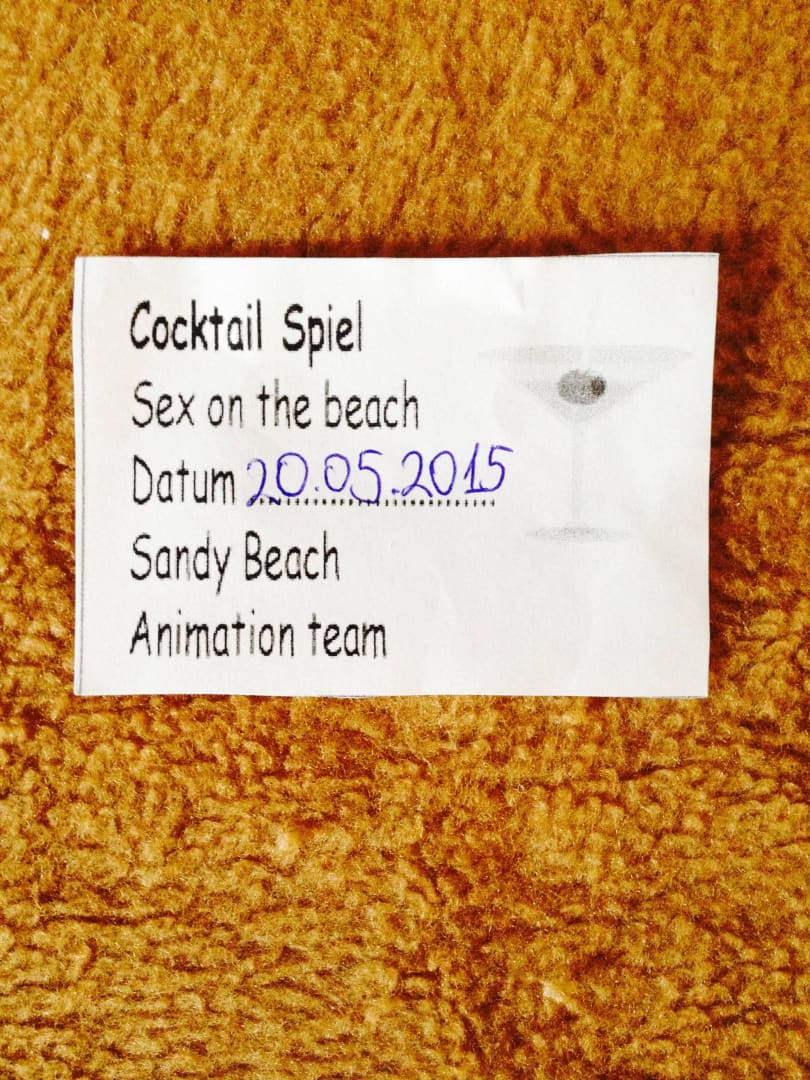 Cocktail Spiel
Sex on the beach
Datum 20.05.2015
Sandy Beach
Animation team